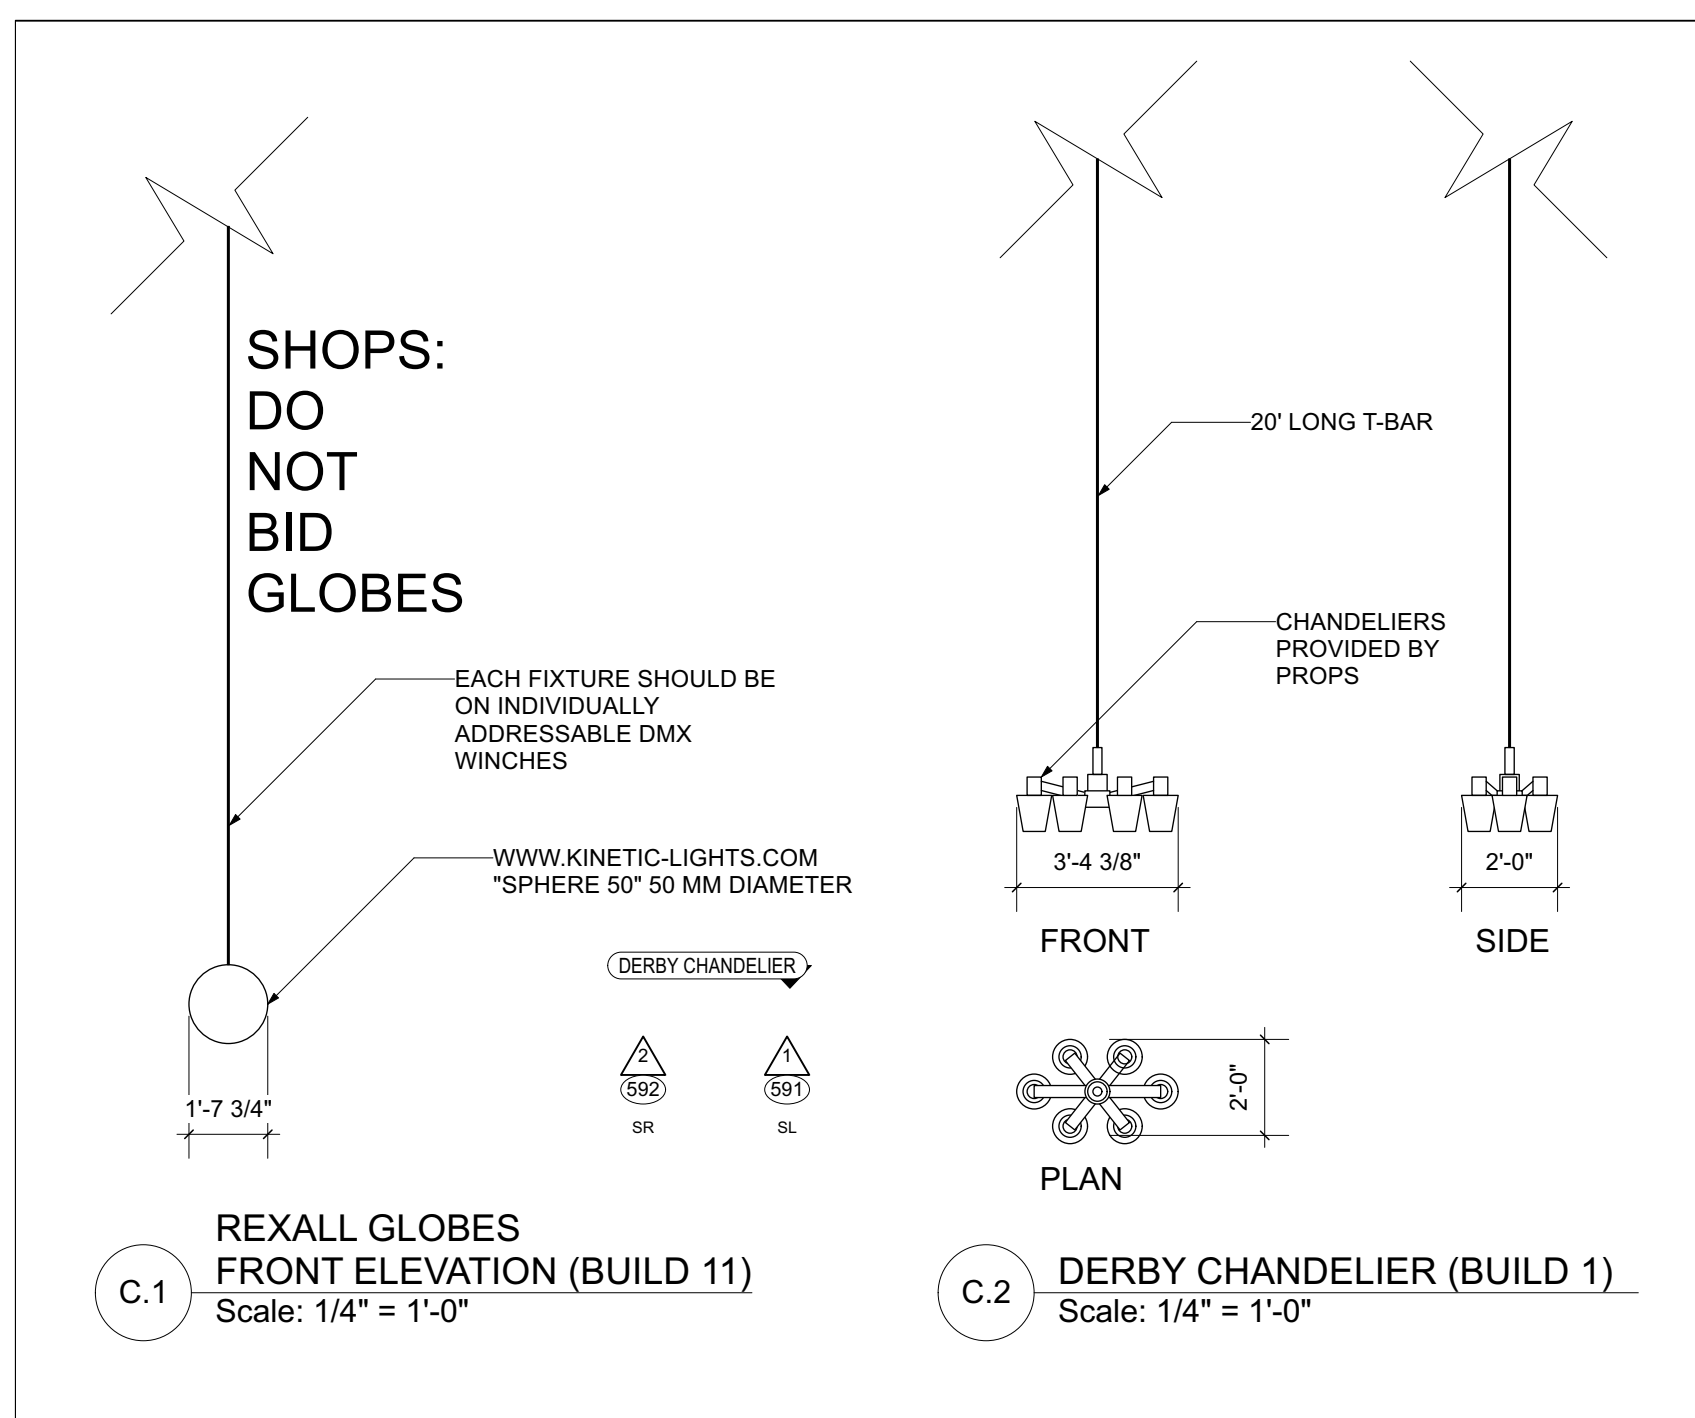 SHOPS:
DO
NOT
BID
GLOBES
EACH FIXTURE SHOULD BE
ON INDIVIDUALLY
ADDRESSABLE DMX
WINCHES
WWW.KINETIC-LIGHTS.COM
"SPHERE 50" 50 MM DIAMETER
1'-7 3/4"
DERBY CHANDELIER
2
592
SR
1
591
SL
REXALL GLOBES
C.1
FRONT ELEVATION (BUILD 11)
Scale: 1/4" = 1'-0"
20' LONG T-BAR
CHANDELIERS
PROVIDED BY
PROPS
3'-4 3/8"
FRONT
2'-0"
SIDE
2'-0"
PLAN
C.2
DERBY CHANDELIER (BUILD 1)
Scale: 1/4" = 1'-0"